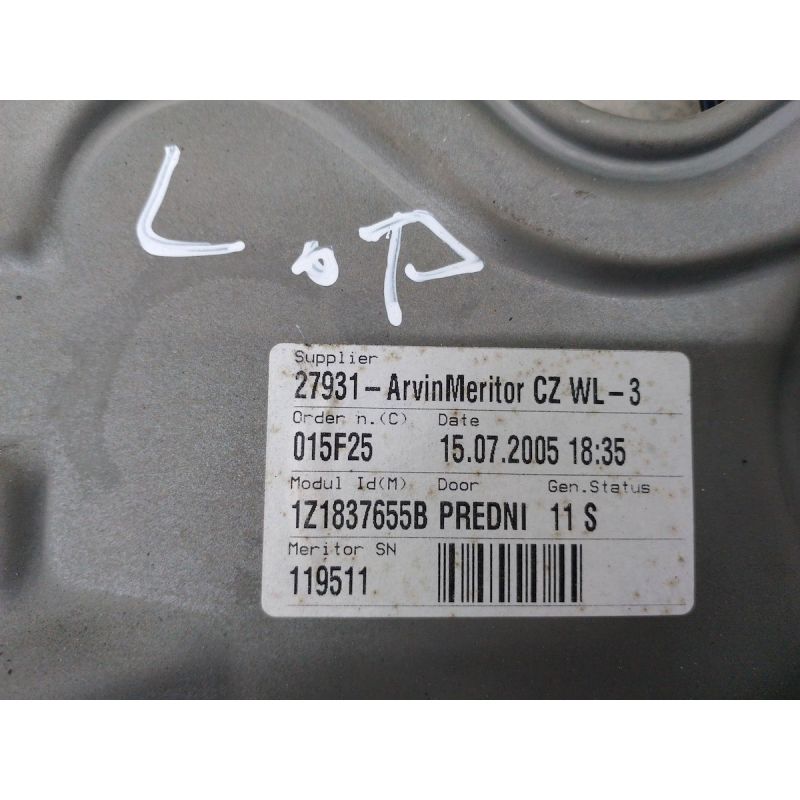 Supplier
27931-ArvinMeritor CZ WL-3
Order n.(C) Date
015F25 15.07.2005 18:35
Modul Id(M) Door Gen.Status
1Z1837655B PREDNI 11 S
Meritor SN
119511